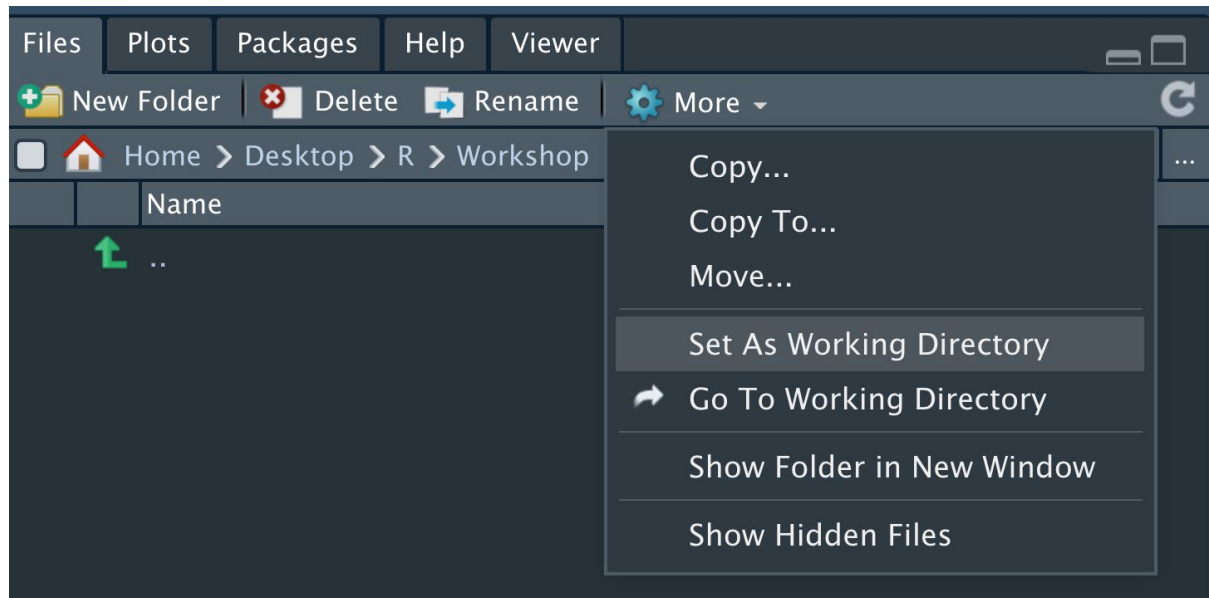 Files Plots Packages Help Viewer
New Folder Delete Rename More
Home Desktop R Workshop ...
Name
..
Copy...
Copy To...
Move...
Set As Working Directory
Go To Working Directory
Show Folder in New Window
Show Hidden Files